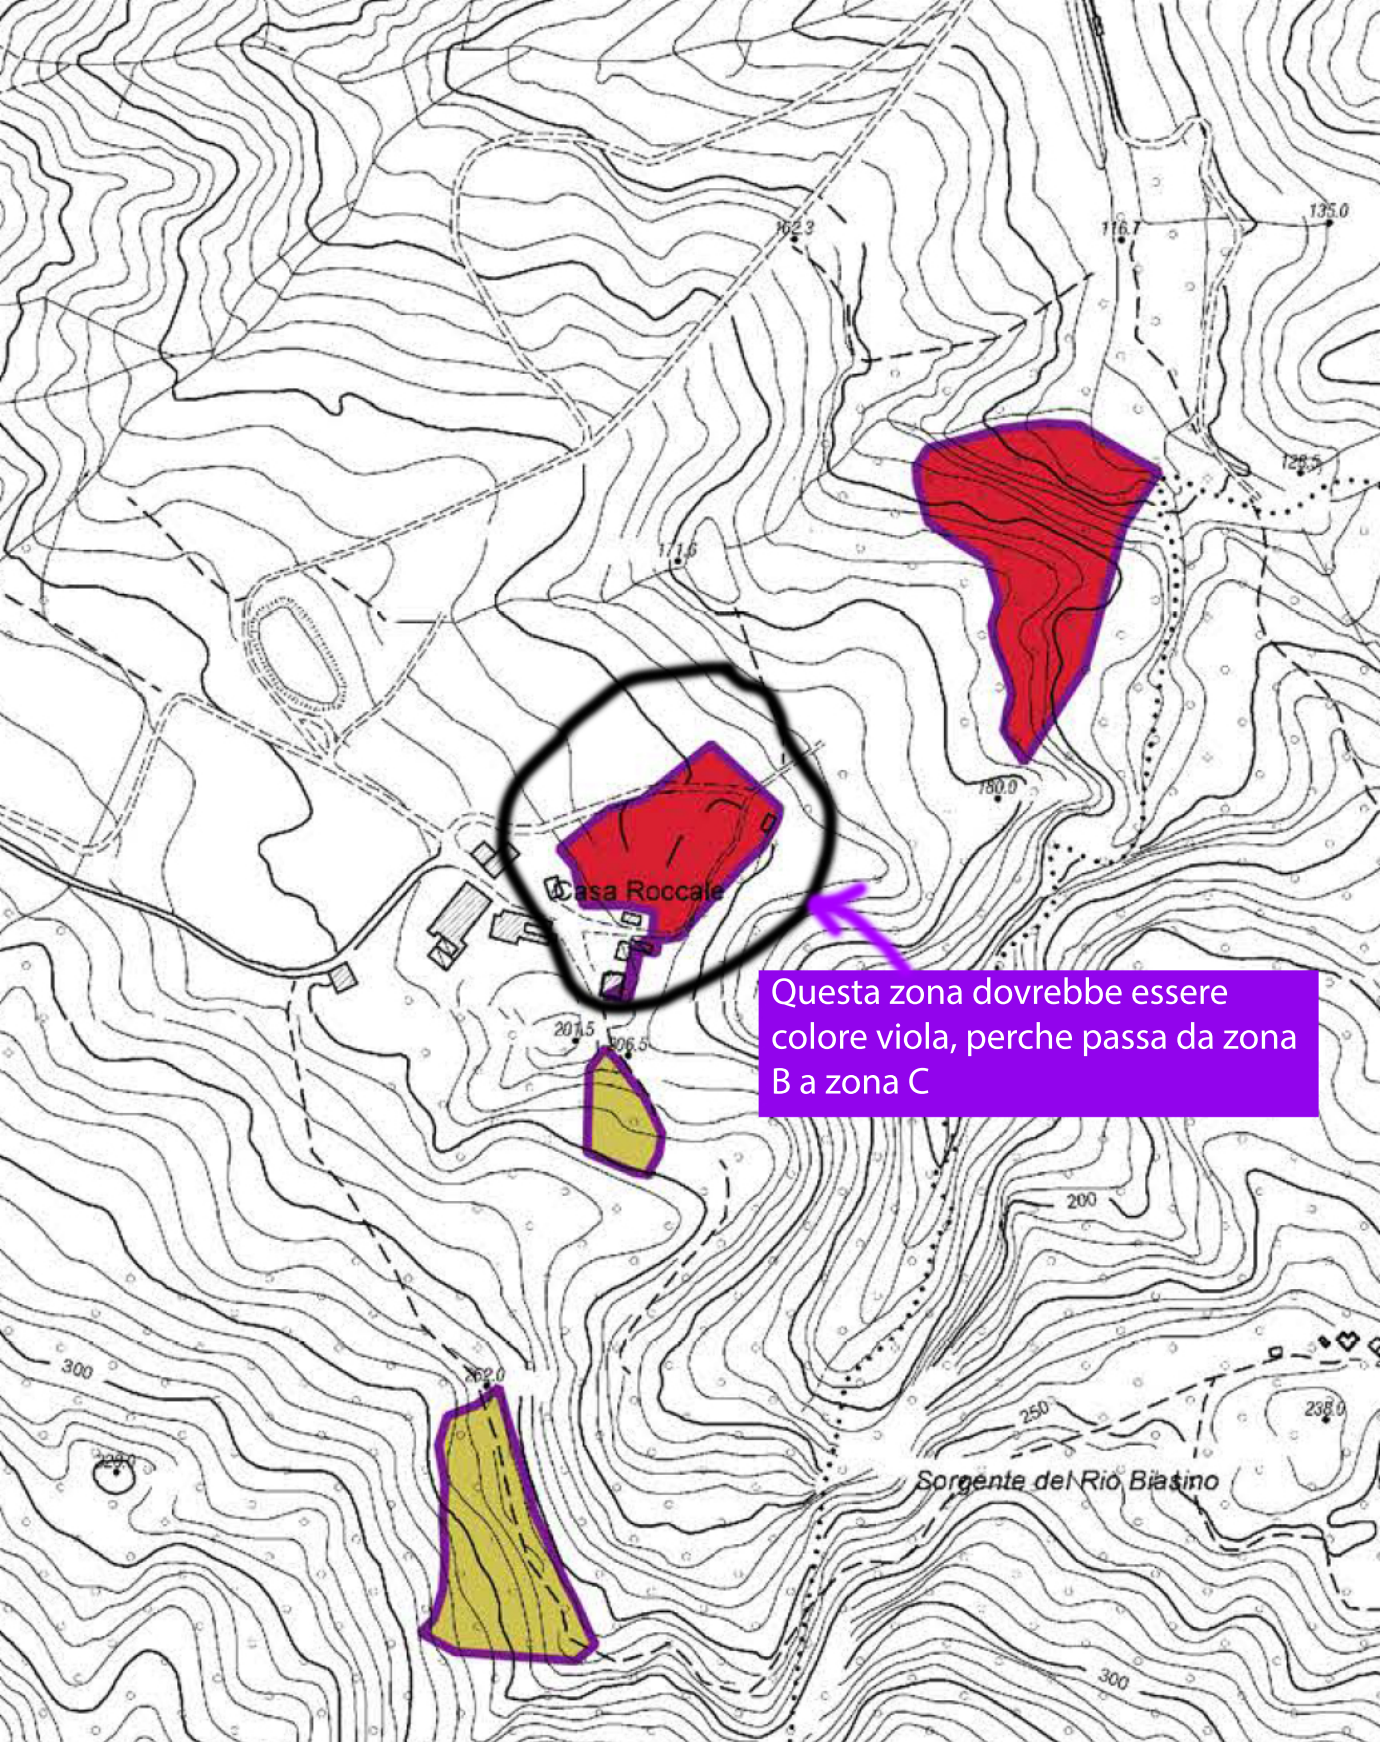 162.3
116.7
135.0
128.5
171.6
180.0
Casa Roccale
Questa zona dovrebbe essere
colore viola, perche passa da zona
B a zona C
201.5
206.5
200
300
262.0
250
238.0
Sorgente del Rio Biasino
300